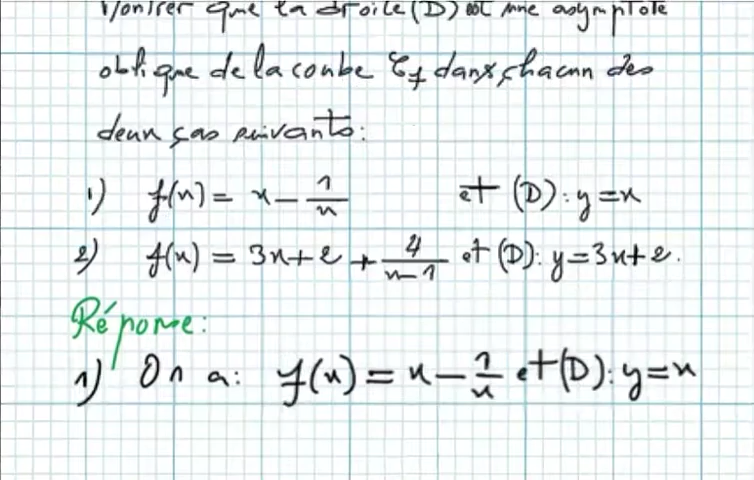 Montrer que la droite (D) est une asymptote
oblique de la courbe Cf dans chacun des
deux cas suivants:
1) f(x) = x - 1/x et (D): y = x
2) f(x) = 3x + 2 + 4/(x-1) et (D): y = 3x + 2.
Réponse:
1) On a: f(x) = x - 1/x et (D): y = x